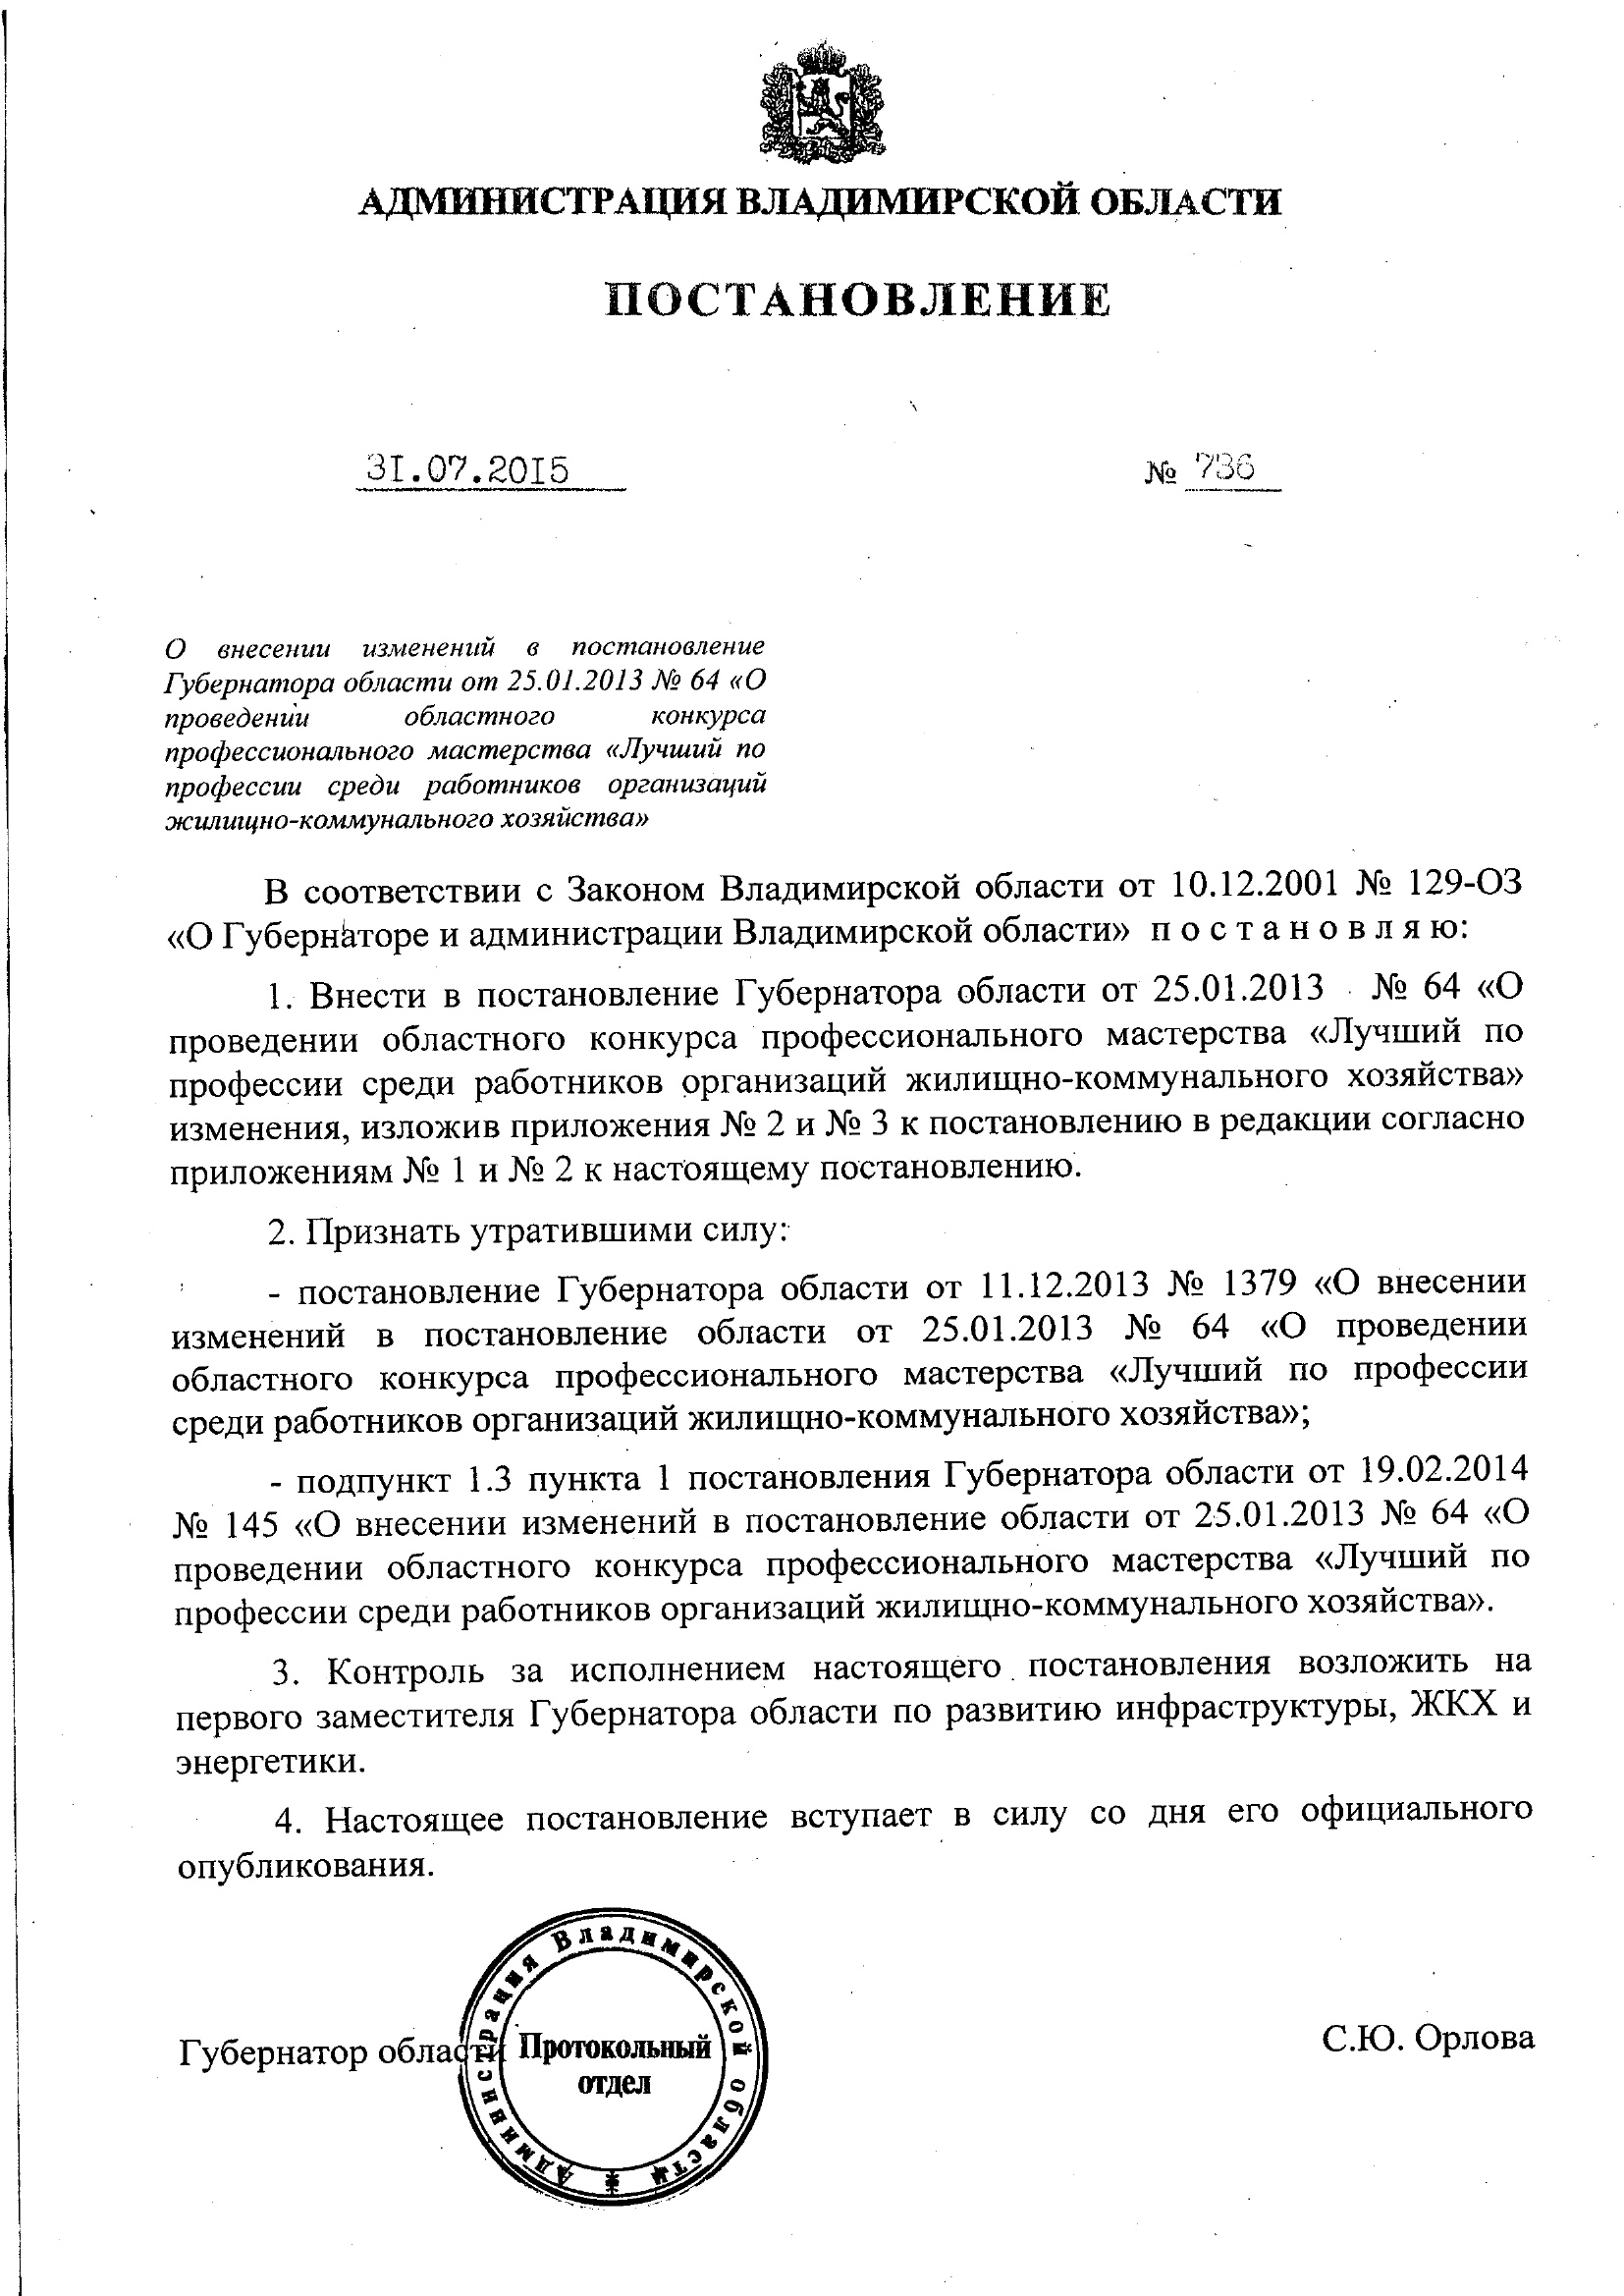 АДМИНИСТРАЦИЯ ВЛАДИМИРСКОЙ ОБЛАСТИ
ПОСТАНОВЛЕНИЕ
31.07.2015 № 736
О внесении изменений в постановление
Губернатора области от 25.01.2013 № 64 «О
проведении областного конкурса
профессионального мастерства «Лучший по
профессии среди работников организаций
жилищно-коммунального хозяйства»
В соответствии с Законом Владимирской области от 10.12.2001 № 129-ОЗ
«О Губернаторе и администрации Владимирской области» п о с т а н о в л я ю:
1. Внести в постановление Губернатора области от 25.01.2013 № 64 «О
проведении областного конкурса профессионального мастерства «Лучший по
профессии среди работников организаций жилищно-коммунального хозяйства»
изменения, изложив приложения № 2 и № 3 к постановлению в редакции согласно
приложениям № 1 и № 2 к настоящему постановлению.
2. Признать утратившими силу:
- постановление Губернатора области от 11.12.2013 № 1379 «О внесении
изменений в постановление области от 25.01.2013 № 64 «О проведении
областного конкурса профессионального мастерства «Лучший по профессии
среди работников организаций жилищно-коммунального хозяйства»;
- подпункт 1.3 пункта 1 постановления Губернатора области от 19.02.2014
№ 145 «О внесении изменений в постановление области от 25.01.2013 № 64 «О
проведении областного конкурса профессионального мастерства «Лучший по
профессии среди работников организаций жилищно-коммунального хозяйства».
3. Контроль за исполнением настоящего постановления возложить на
первого заместителя Губернатора области по развитию инфраструктуры, ЖКХ и
энергетики.
4. Настоящее постановление вступает в силу со дня его официального
опубликования.
Губернатор области С.Ю. Орлова
Администрация Владимирской области
Протокольный
отдел